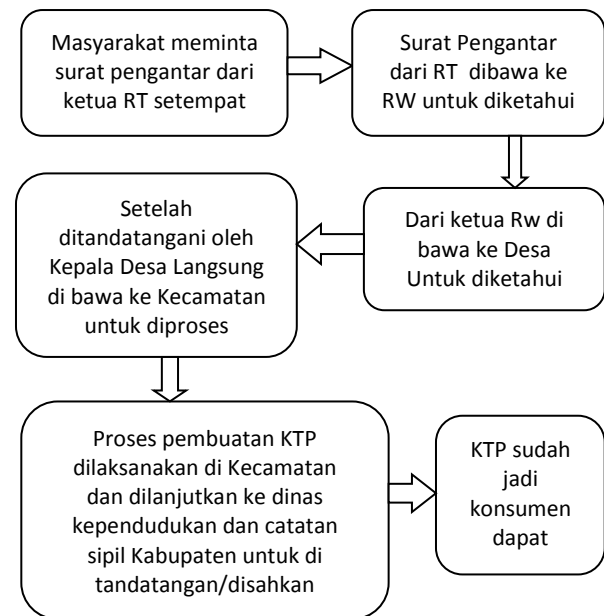 Masyarakat meminta
surat pengantar dari
ketua RT setempat
Surat Pengantar
dari RT dibawa ke
RW untuk diketahui
Dari ketua Rw di
bawa ke Desa
Untuk diketahui
Setelah
ditandatangani oleh
Kepala Desa Langsung
di bawa ke Kecamatan
untuk diproses
Proses pembuatan KTP
dilaksanakan di Kecamatan
dan dilanjutkan ke dinas
kependudukan dan catatan
sipil Kabupaten untuk di
tandatangan/disahkan
KTP sudah
jadi
konsumen
dapat